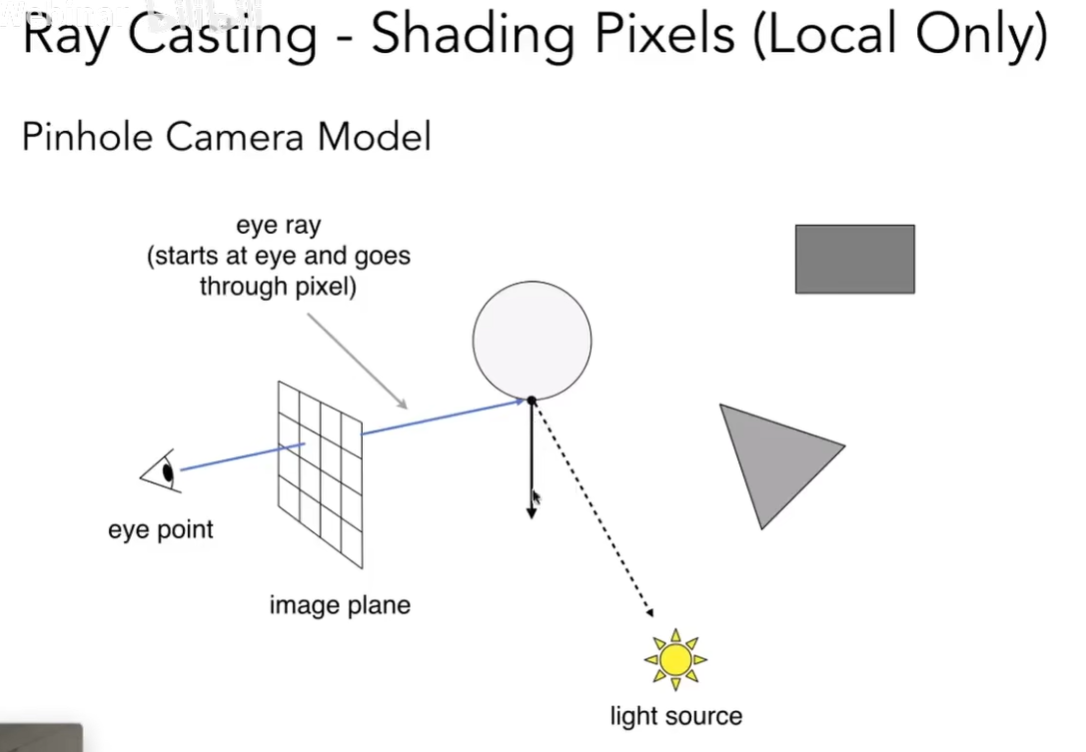 Ray Casting - Shading Pixels (Local Only)
Pinhole Camera Model
eye ray
(starts at eye and goes
through pixel)
eye point
image plane
light source